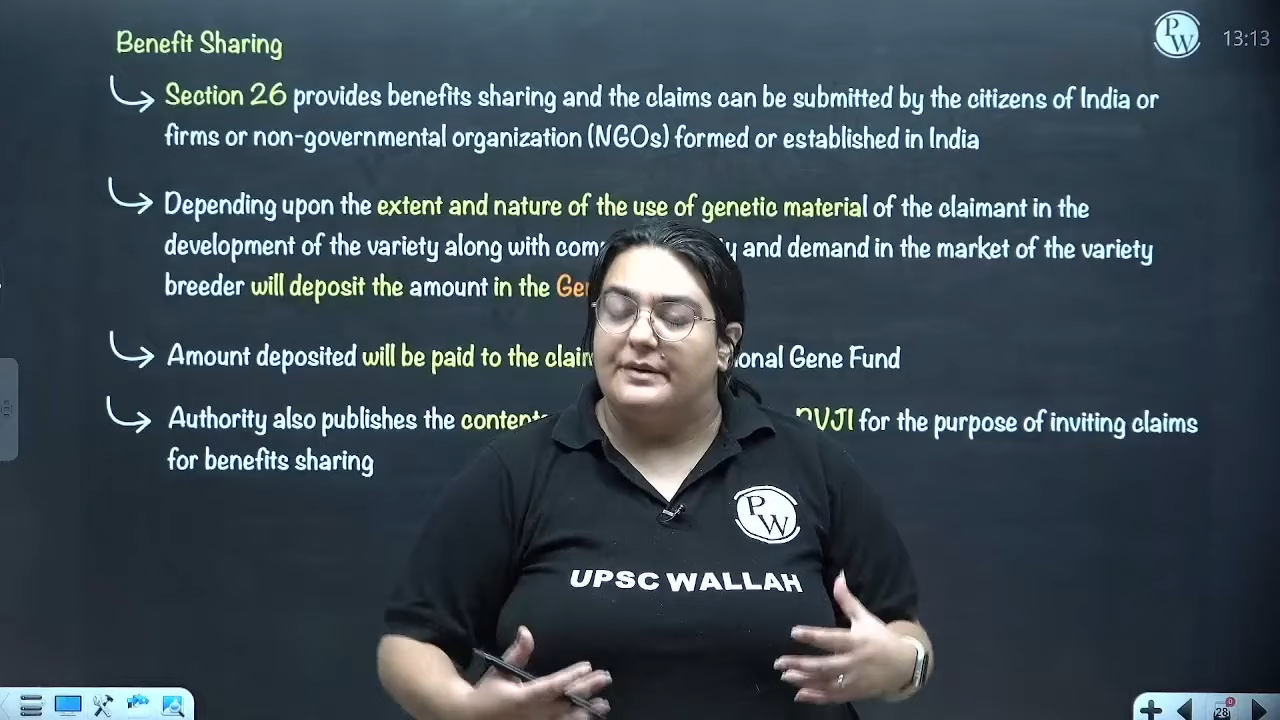 Benefit Sharing
PW
13:13
Section 26 provides benefits sharing and the claims can be submitted by the citizens of India or
firms or non-governmental organization (NGOs) formed or established in India
Depending upon the extent and nature of the use of genetic material of the claimant in the
development of the variety along with and demand in the market of the variety
breeder will deposit the amount in the
Amount deposited will be paid to the Gene Fund
Authority also publishes the PVJI for the purpose of inviting claims
for benefits sharing
PW
UPSC WALLAH
28